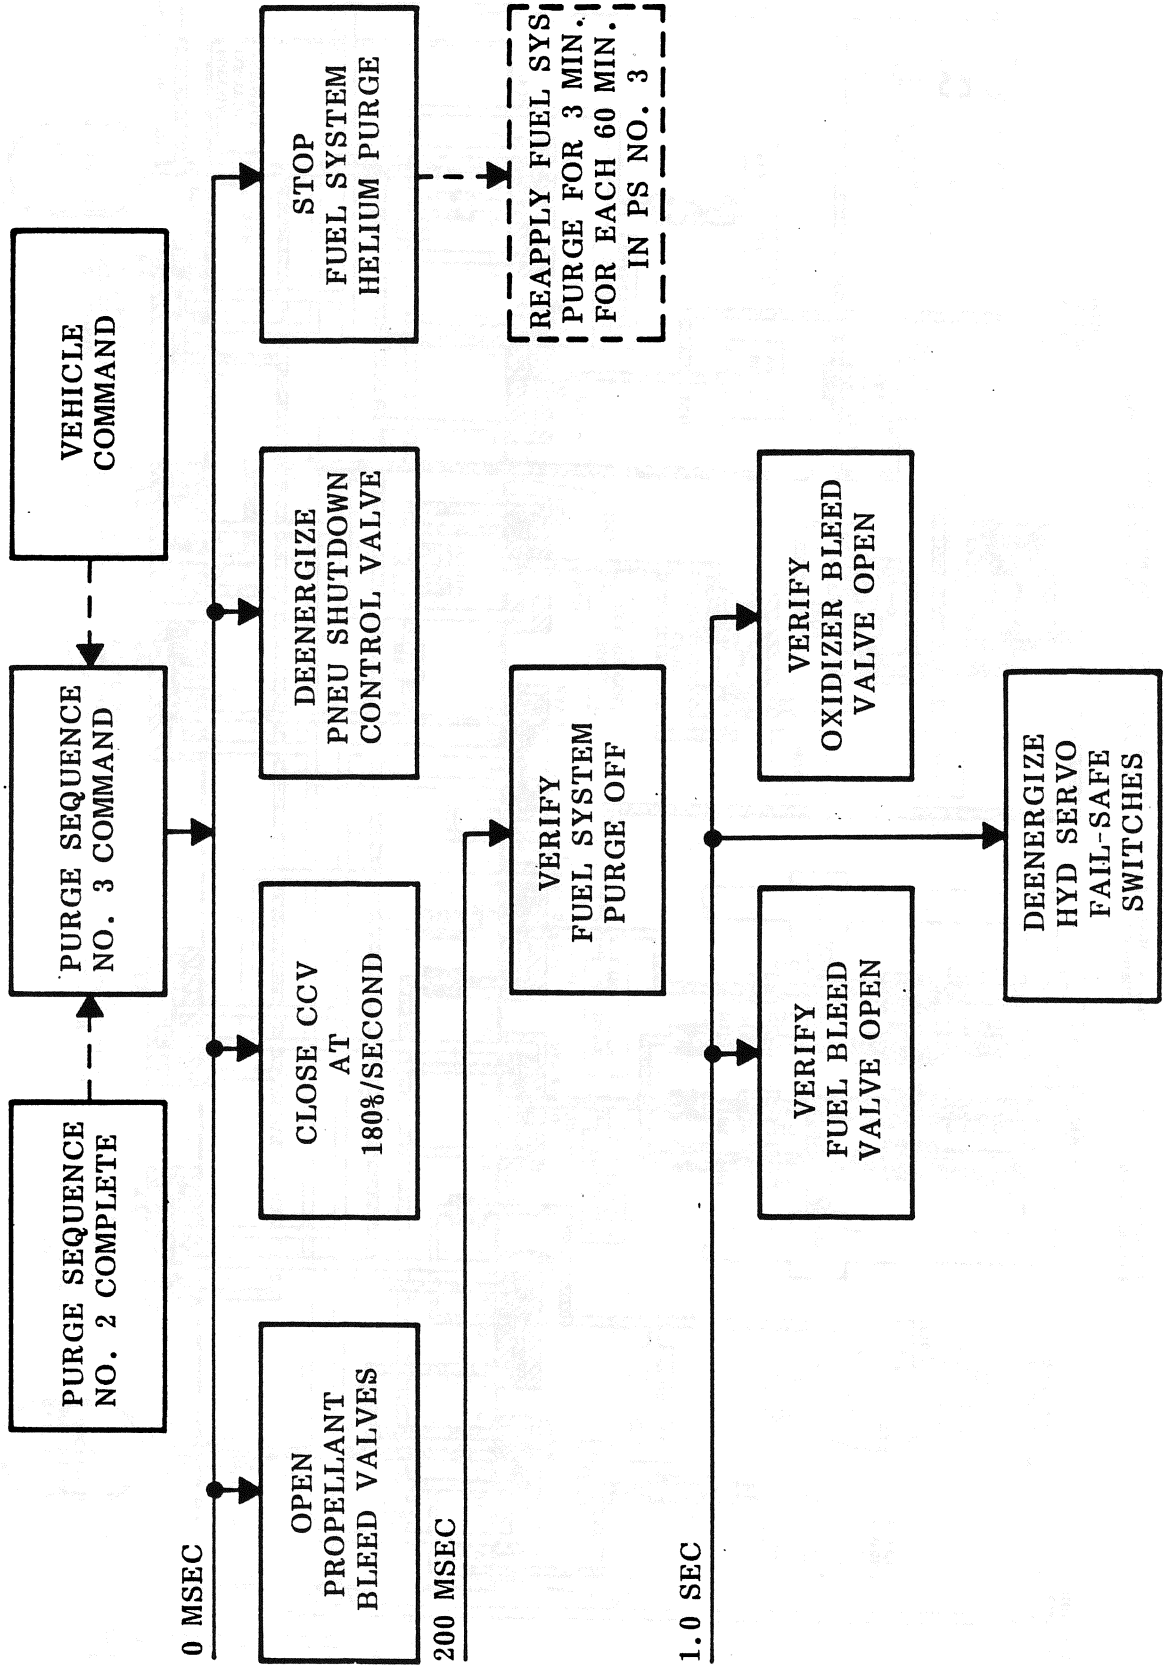 PURGE SEQUENCE
NO. 2 COMPLETE
PURGE SEQUENCE
NO. 3 COMMAND
VEHICLE
COMMAND
0 MSEC
OPEN
PROPELLANT
BLEED VALVES
CLOSE CCV
AT
180%/SECOND
DEENERGIZE
PNEU SHUTDOWN
CONTROL VALVE
STOP
FUEL SYSTEM
HELIUM PURGE
200 MSEC
VERIFY
FUEL SYSTEM
PURGE OFF
REAPPLY FUEL SYS
PURGE FOR 3 MIN.
FOR EACH 60 MIN.
IN PS NO. 3
1.0 SEC
VERIFY
FUEL BLEED
VALVE OPEN
VERIFY
OXIDIZER BLEED
VALVE OPEN
DEENERGIZE
HYD SERVO
FAIL-SAFE
SWITCHES